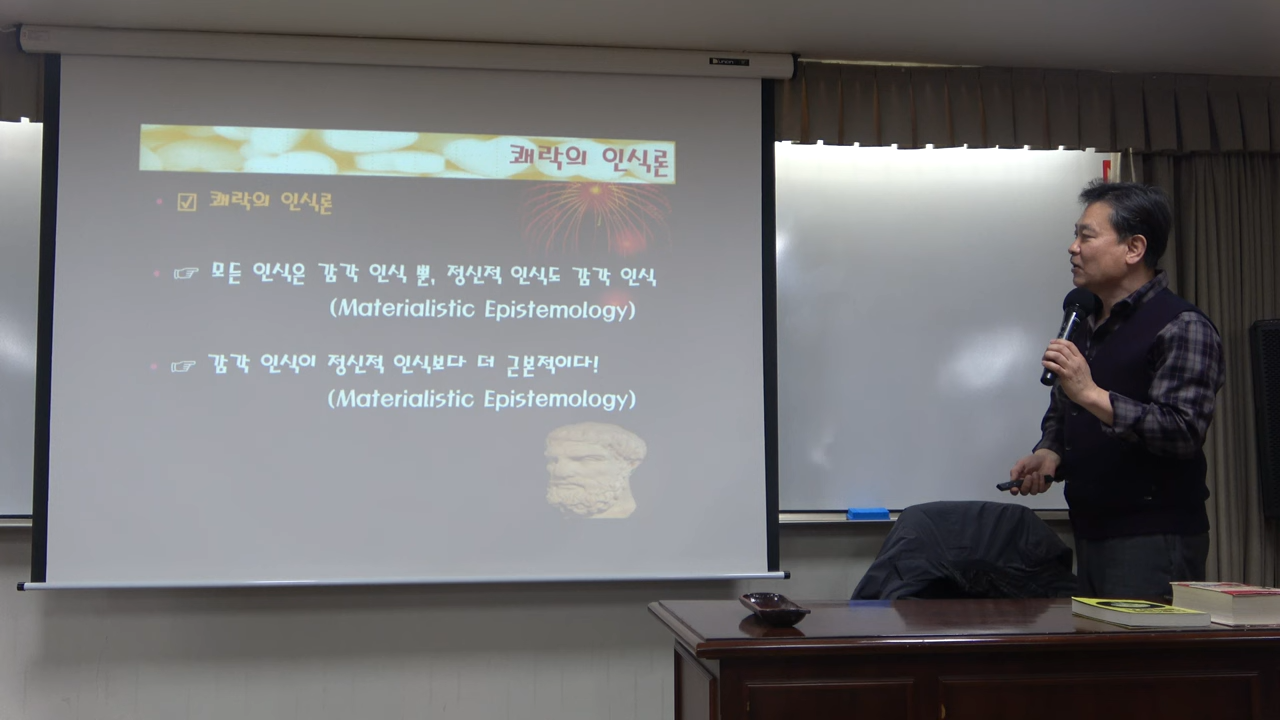 union
쾌락의 인식론
☑ 쾌락의 인식론
☞ 모든 인식은 감각 인식 뿐, 정신적 인식도 감각 인식
(Materialistic Epistemology)
☞ 감각 인식이 정신적 인식보다 더 근본적이다!
(Materialistic Epistemology)